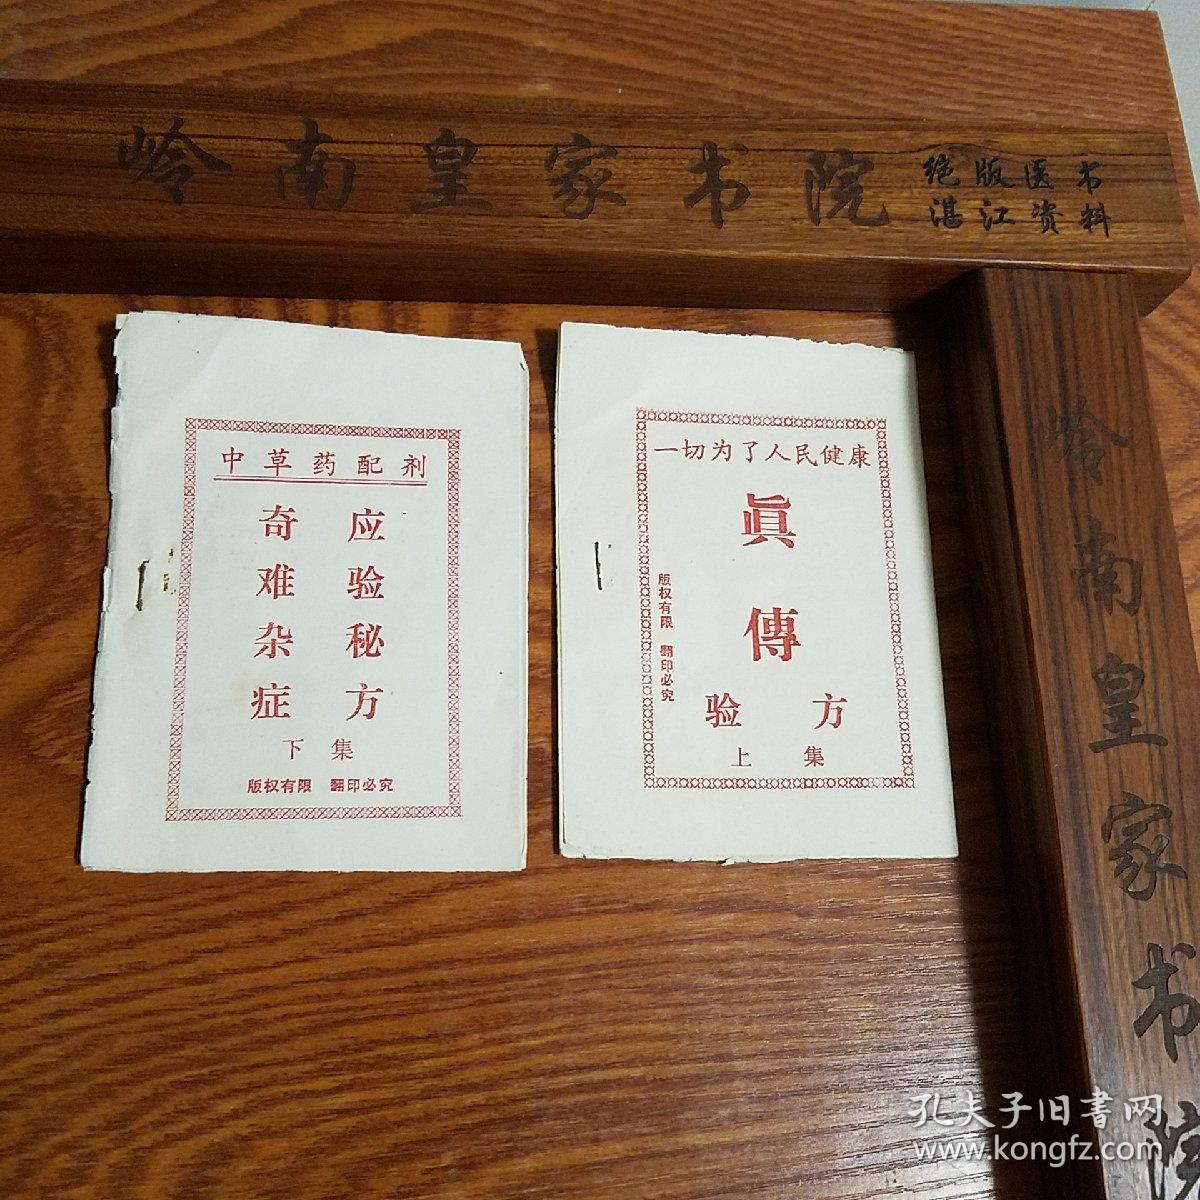 岭南皇家书院
绝版医书
湛江资料
中草药配剂
奇难杂症
应验秘方
下集
版权有限 翻印必究
一切为了人民健康
眞傳
验方
上集
版权有限 翻印必究
岭南皇家书院
孔夫子旧书网
www.kongfz.com